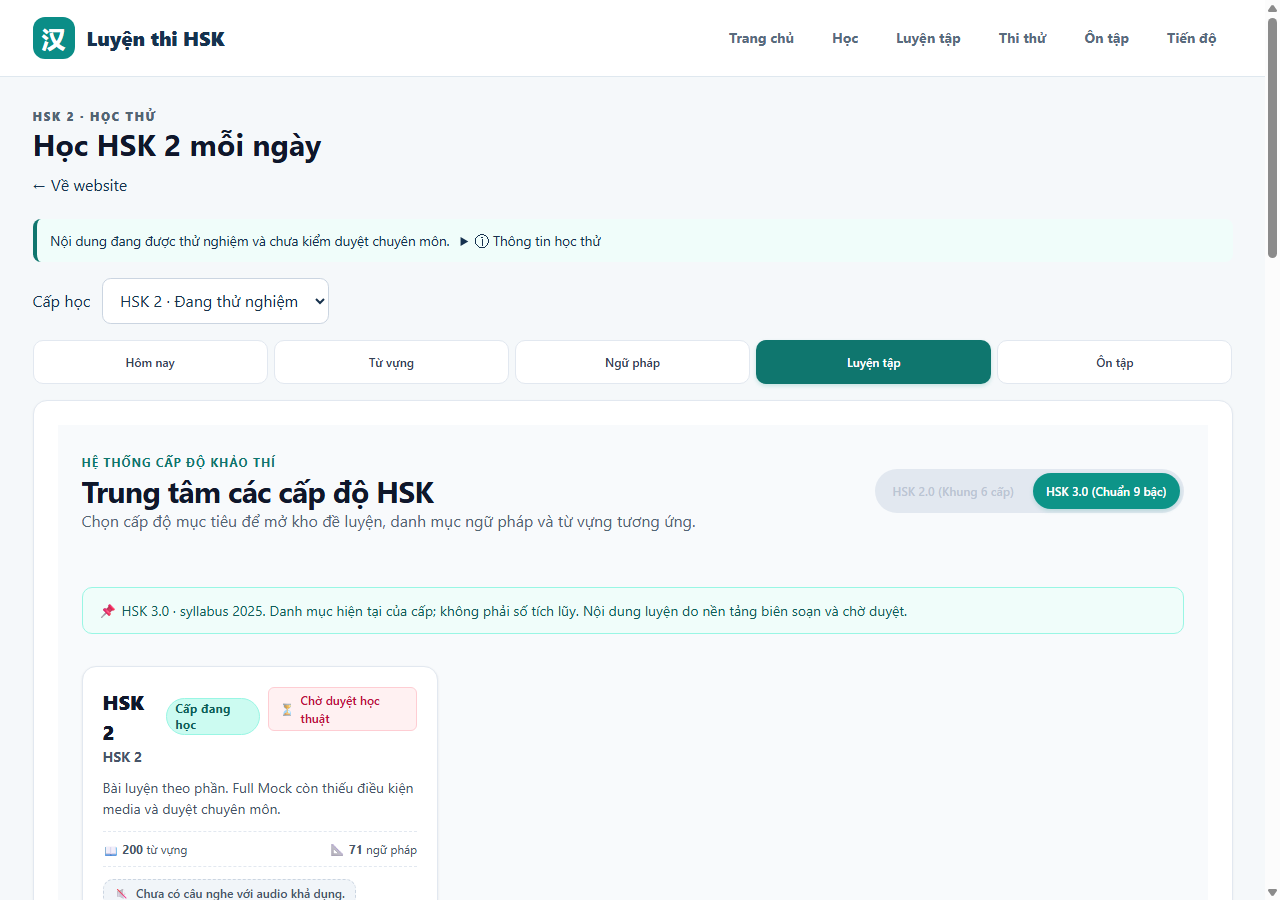 汉 Luyện thi HSK
Trang chủ Học Luyện tập Thi thử Ôn tập Tiến độ
HSK 2 · HỌC THỬ
Học HSK 2 mỗi ngày
← Về website
Nội dung đang được thử nghiệm và chưa kiểm duyệt chuyên môn. ▶ ⓘ Thông tin học thử
Cấp học HSK 2 · Đang thử nghiệm
Hôm nay Từ vựng Ngữ pháp Luyện tập Ôn tập
HỆ THỐNG CẤP ĐỘ KHẢO THÍ
Trung tâm các cấp độ HSK
Chọn cấp độ mục tiêu để mở kho đề luyện, danh mục ngữ pháp và từ vựng tương ứng.
HSK 2.0 (Khung 6 cấp) HSK 3.0 (Chuẩn 9 bậc)
📌 HSK 3.0 · syllabus 2025. Danh mục hiện tại của cấp; không phải số tích lũy. Nội dung luyện do nền tảng biên soạn và chờ duyệt.
HSK
2
HSK 2
Cấp đang
học
⏳ Chờ duyệt học
thuật
Bài luyện theo phần. Full Mock còn thiếu điều kiện
media và duyệt chuyên môn.
📖 200 từ vựng 📐 71 ngữ pháp
Chưa có câu nghe với audio khả dụng.